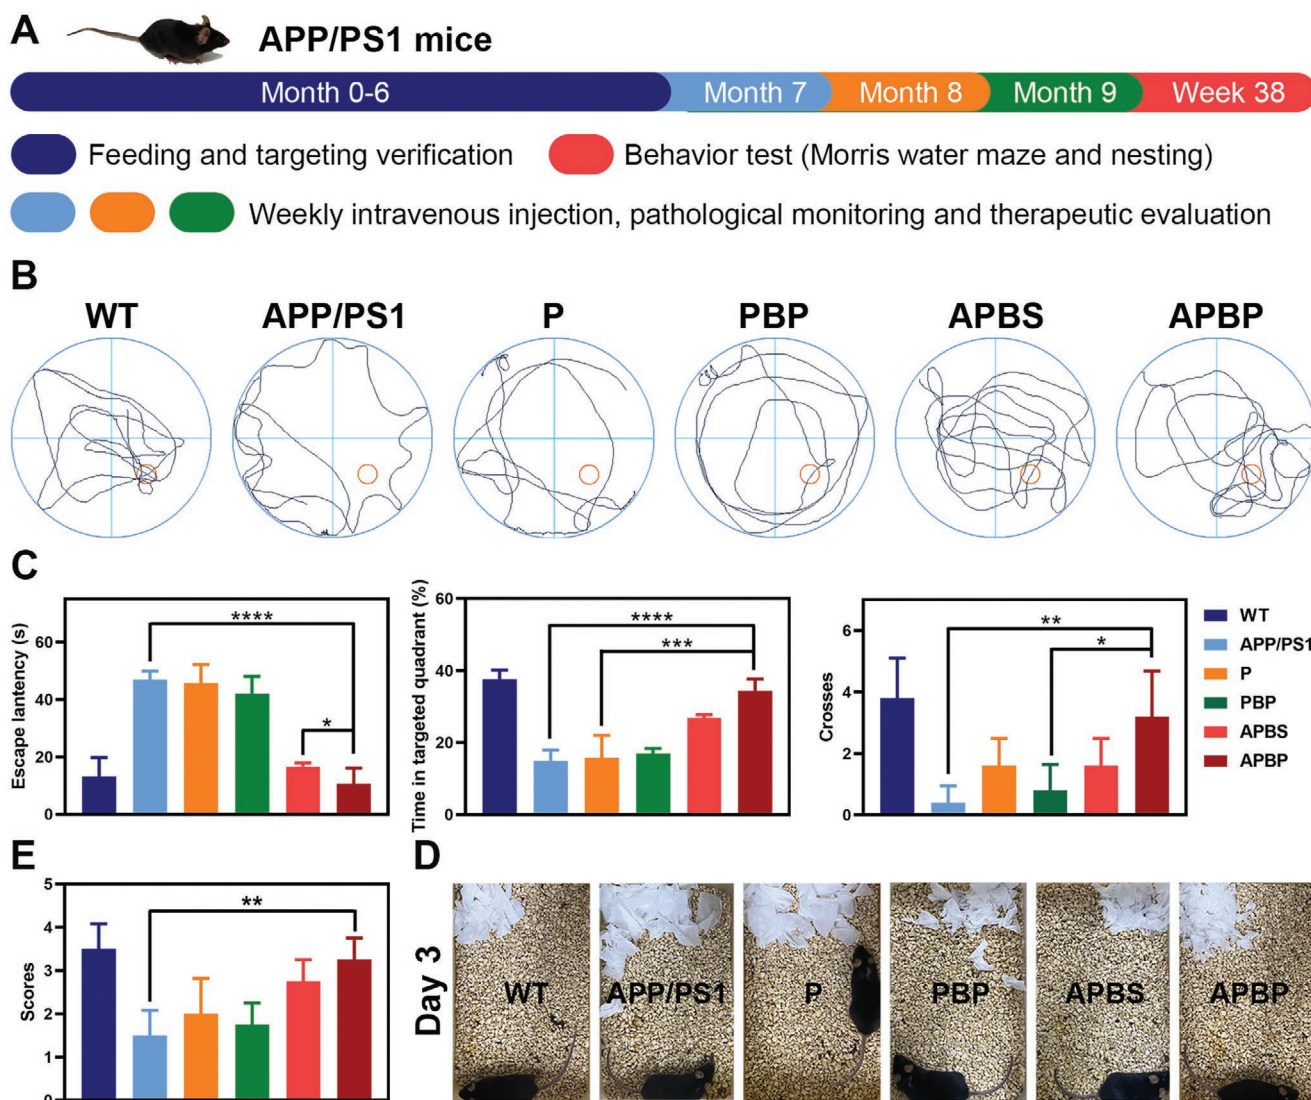 A
APP/PS1 mice
Month 0-6 Month 7 Month 8 Month 9 Week 38
Feeding and targeting verification Behavior test (Morris water maze and nesting)
Weekly intravenous injection, pathological monitoring and therapeutic evaluation
B
WT APP/PS1 P PBP APBS APBP
C
Escape lantency (s)
60
40
20
0
****
*
Time in targeted quadrant (%)
60
40
20
0
****
***
Crosses
6
4
2
0
**
*
WT
APP/PS1
P
PBP
APBS
APBP
E
Scores
5
4
3
2
1
0
**
D
Day 3
WT APP/PS1 P PBP APBS APBP